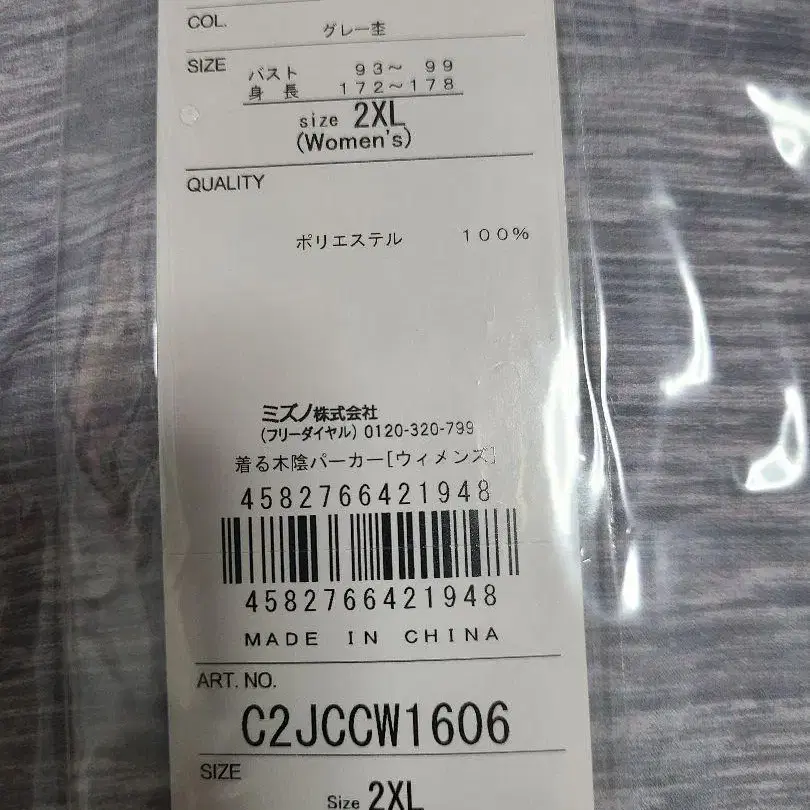 COL.
グレー杢
SIZE
バスト 93～ 99
身 長 172～178
size 2XL
(Women's)
QUALITY
ポリエステル 100%
ミズノ株式会社
(フリーダイヤル) 0120-320-799
着る木陰パーカー[ウィメンズ]
4582766421948
4582766421948
MADE IN CHINA
ART. NO.
C2JCCW1606
SIZE
Size 2XL